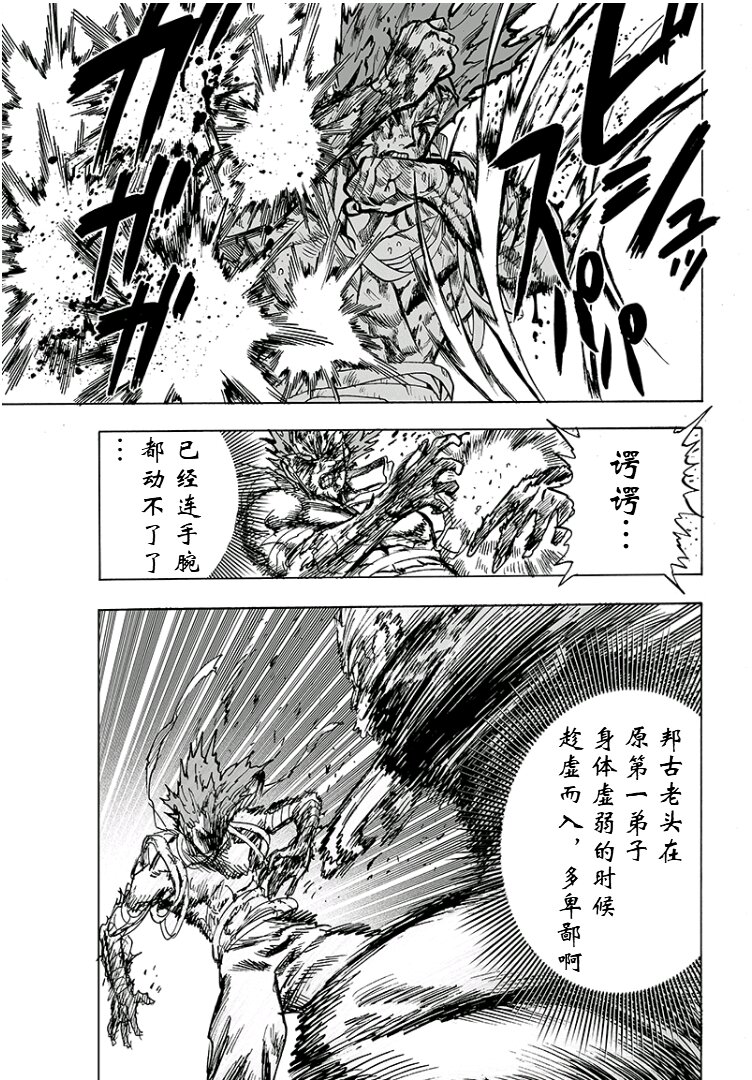 ビシュッ
スパパ
ガガ
ガガ
谔谔…
已经连手腕
都动不了了
…
邦古老头在
原第一弟子
身体虚弱的时候
趁虚而入，多卑鄙啊